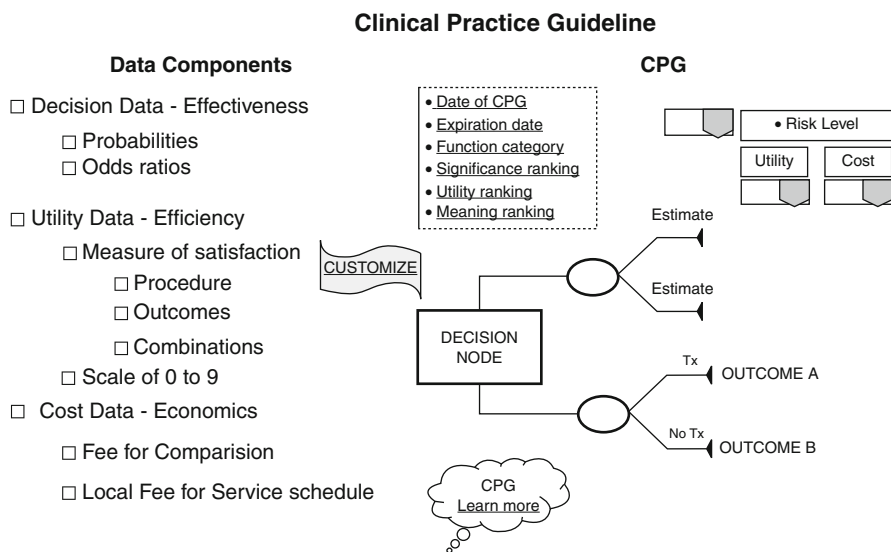 Clinical Practice Guideline
Data Components
□ Decision Data - Effectiveness
□ Probabilities
□ Odds ratios
□ Utility Data - Efficiency
□ Measure of satisfaction
□ Procedure
□ Outcomes
□ Combinations
□ Scale of 0 to 9
□ Cost Data - Economics
□ Fee for Comparision
□ Local Fee for Service schedule
CPG
• Date of CPG
• Expiration date
• Function category
• Significance ranking
• Utility ranking
• Meaning ranking
• Risk Level
Utility
Cost
CUSTOMIZE
DECISION
NODE
Estimate
Estimate
Tx
OUTCOME A
No Tx
OUTCOME B
CPG
Learn more